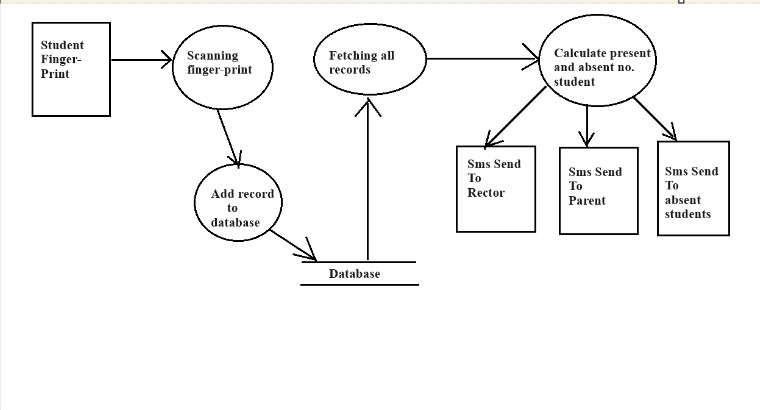 Student
Finger-
Print
Scanning
finger-print
Add record
to
database
Database
Fetching all
records
Calculate present
and absent no.
student
Sms Send
To
Rector
Sms Send
To
Parent
Sms Send
To
absent
students